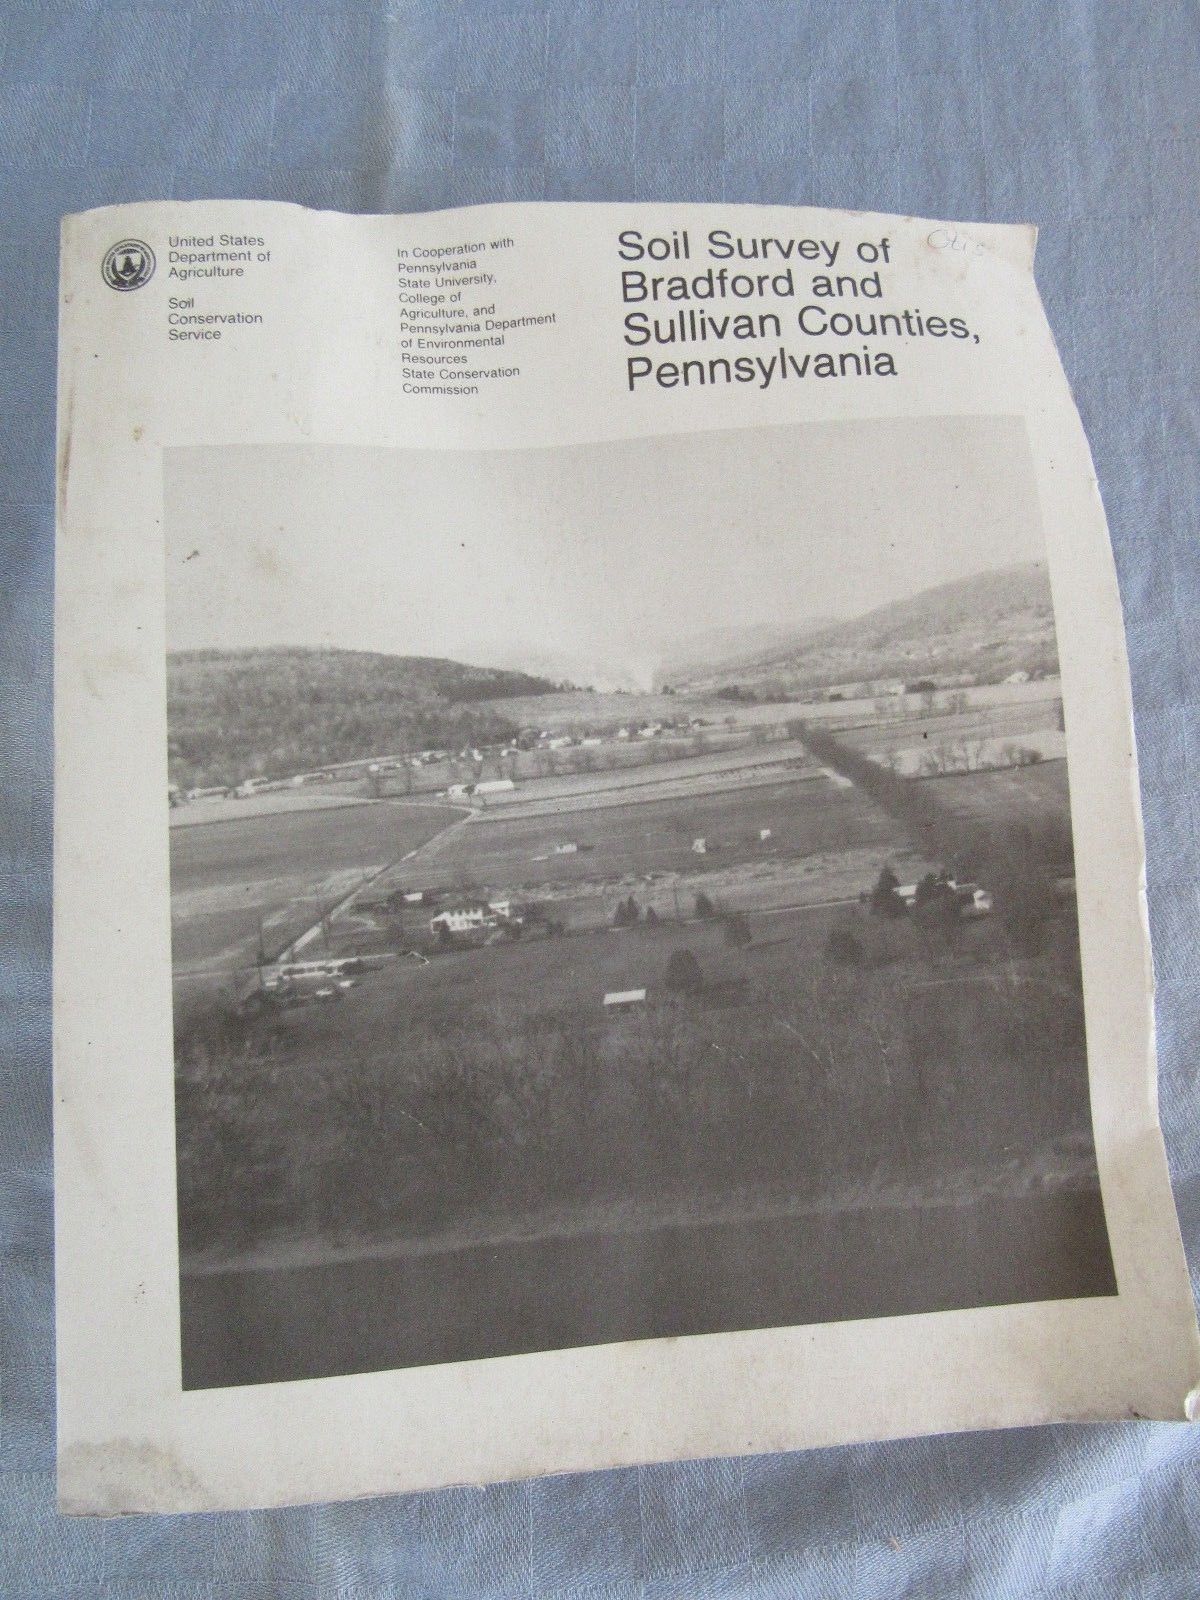 United States
Department of
Agriculture
Soil
Conservation
Service
In Cooperation with
Pennsylvania
State University,
College of
Agriculture, and
Pennsylvania Department
of Environmental
Resources
State Conservation
Commission
Soil Survey of
Bradford and
Sullivan Counties,
Pennsylvania
Otis